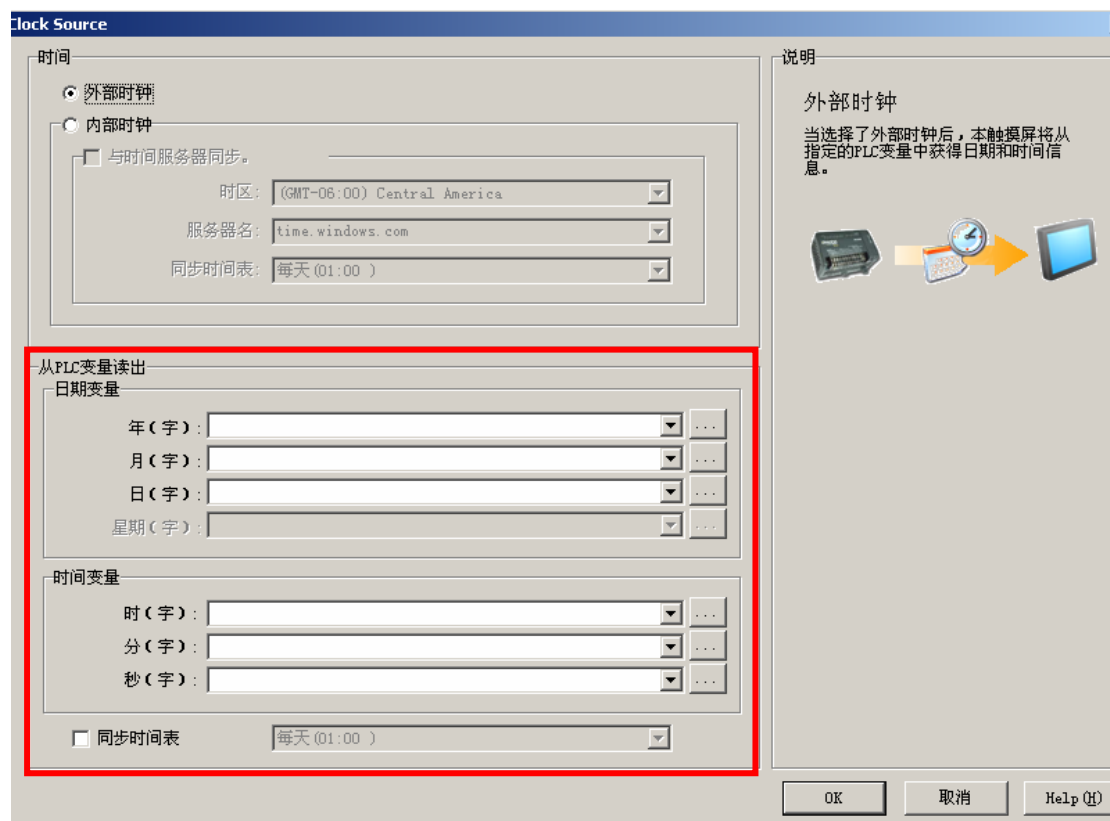 Clock Source
时间
外部时钟
内部时钟
与时间服务器同步。
时区: (GMT-06:00) Central America
服务器名: time.windows.com
同步时间表: 每天(01:00 )
从PLC变量读出
日期变量
年(字): ...
月(字): ...
日(字): ...
星期(字): ...
时间变量
时(字): ...
分(字): ...
秒(字): ...
同步时间表 每天(01:00 )
说明
外部时钟
当选择了外部时钟后，本触摸屏将从
指定的PLC变量中获得日期和时间信
息。
OK 取消 Help(H)